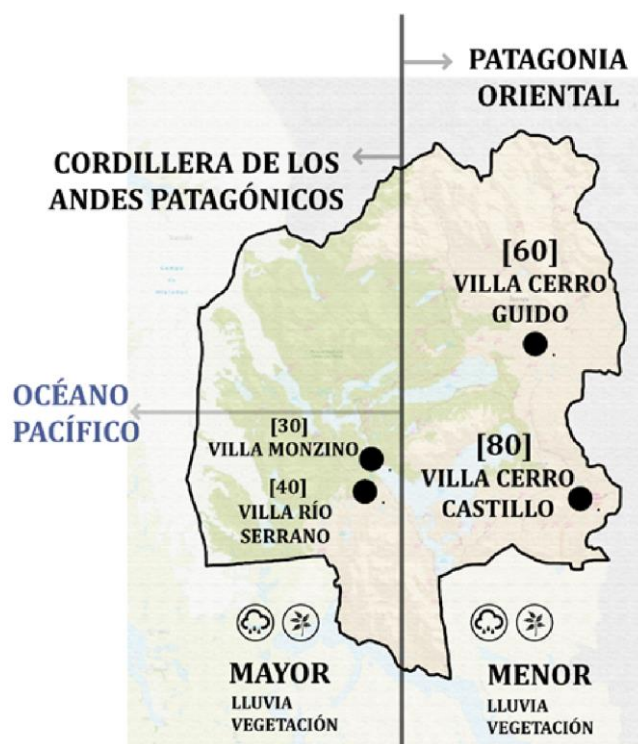 PATAGONIA
ORIENTAL
CORDILLERA DE LOS
ANDES PATAGÓNICOS
[60]
VILLA CERRO
GUIDO
OCÉANO
PACÍFICO
[30]
VILLA MONZINO
[40]
VILLA RÍO
SERRANO
[80]
VILLA CERRO
CASTILLO
MAYOR
LLUVIA
VEGETACIÓN
MENOR
LLUVIA
VEGETACIÓN